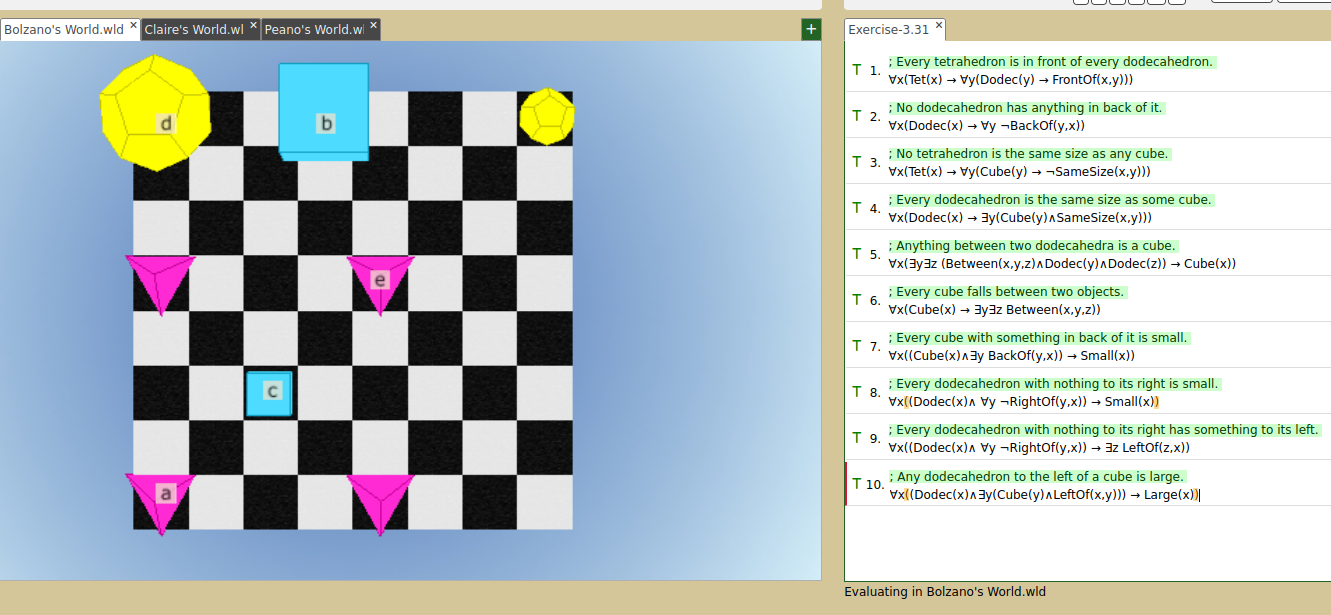 Bolzano's World.wld × Claire's World.wl × Peano's World.wl ×
+
d
b
e
c
a
Exercise-3.31 ×
T 1. ; Every tetrahedron is in front of every dodecahedron.
∀x(Tet(x) → ∀y(Dodec(y) → FrontOf(x,y)))
T 2. ; No dodecahedron has anything in back of it.
∀x(Dodec(x) → ∀y ¬BackOf(y,x))
T 3. ; No tetrahedron is the same size as any cube.
∀x(Tet(x) → ∀y(Cube(y) → ¬SameSize(x,y)))
T 4. ; Every dodecahedron is the same size as some cube.
∀x(Dodec(x) → ∃y(Cube(y)∧SameSize(x,y)))
T 5. ; Anything between two dodecahedra is a cube.
∀x(∃y∃z (Between(x,y,z)∧Dodec(y)∧Dodec(z)) → Cube(x))
T 6. ; Every cube falls between two objects.
∀x(Cube(x) → ∃y∃z Between(x,y,z))
T 7. ; Every cube with something in back of it is small.
∀x((Cube(x)∧∃y BackOf(y,x)) → Small(x))
T 8. ; Every dodecahedron with nothing to its right is small.
∀x((Dodec(x)∧ ∀y ¬RightOf(y,x)) → Small(x))
T 9. ; Every dodecahedron with nothing to its right has something to its left.
∀x((Dodec(x)∧ ∀y ¬RightOf(y,x)) → ∃z LeftOf(z,x))
T 10. ; Any dodecahedron to the left of a cube is large.
∀x((Dodec(x)∧∃y(Cube(y)∧LeftOf(x,y))) → Large(x))
Evaluating in Bolzano's World.wld